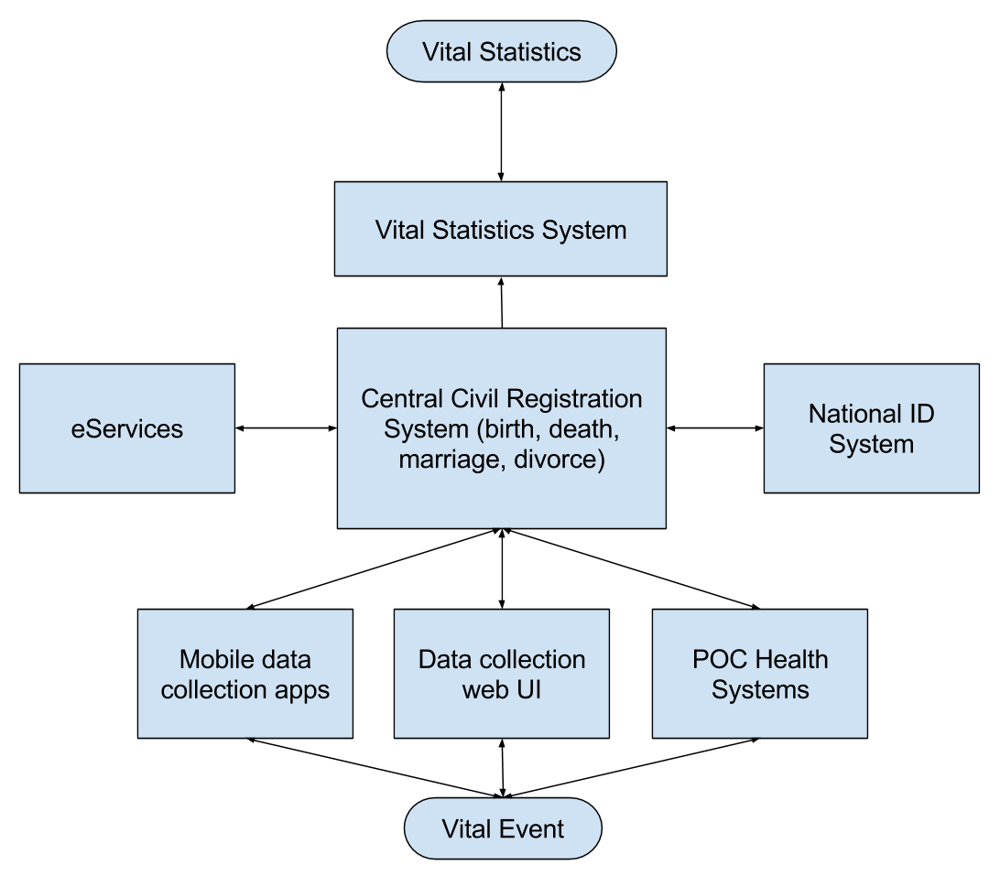 Vital Statistics
Vital Statistics System
eServices
Central Civil Registration
System (birth, death,
marriage, divorce)
National ID
System
Mobile data
collection apps
Data collection
web UI
POC Health
Systems
Vital Event